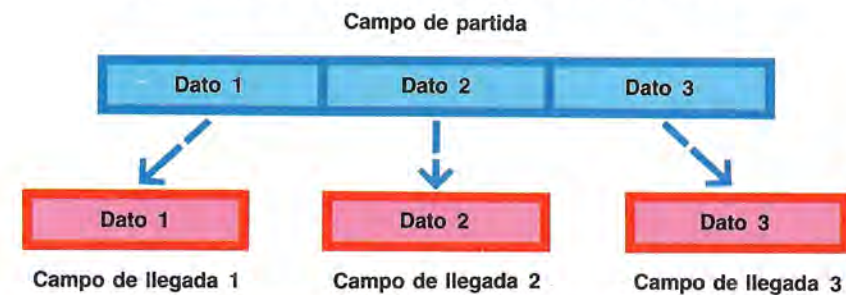 Campo de partida
Dato 1 Dato 2 Dato 3
Dato 1 Dato 2 Dato 3
Campo de llegada 1 Campo de llegada 2 Campo de llegada 3